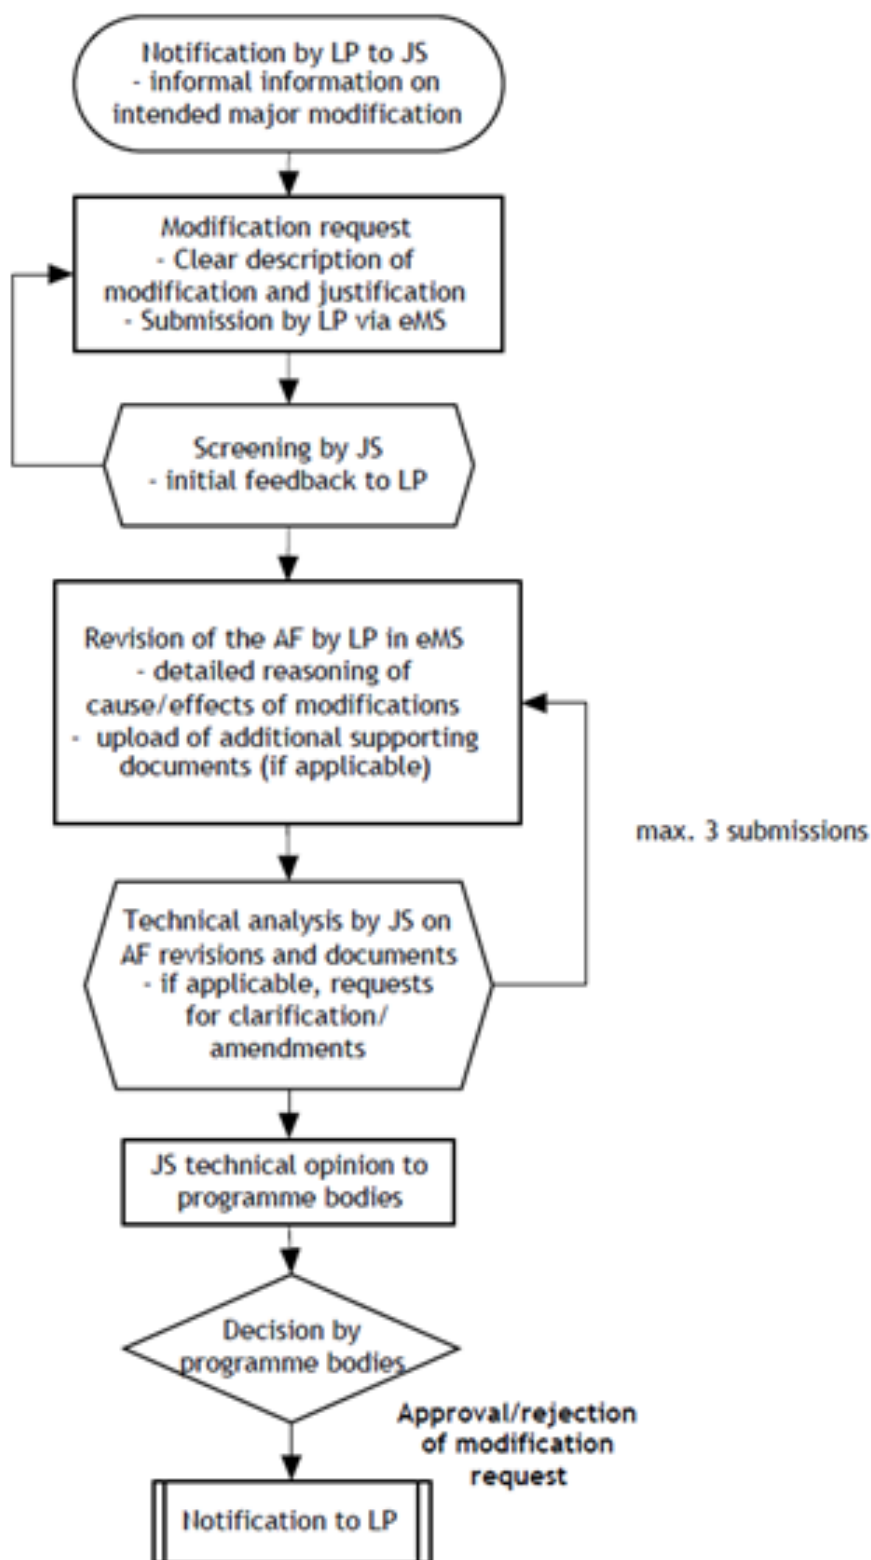 Notification by LP to JS
- informal information on
intended major modification
Modification request
- Clear description of
modification and justification
- Submission by LP via eMS
Screening by JS
- initial feedback to LP
Revision of the AF by LP in eMS
- detailed reasoning of
cause/effects of modifications
- upload of additional supporting
documents (if applicable)
max. 3 submissions
Technical analysis by JS on
AF revisions and documents
- if applicable, requests
for clarification/
amendments
JS technical opinion to
programme bodies
Decision by
programme bodies
Approval/rejection
of modification
request
Notification to LP